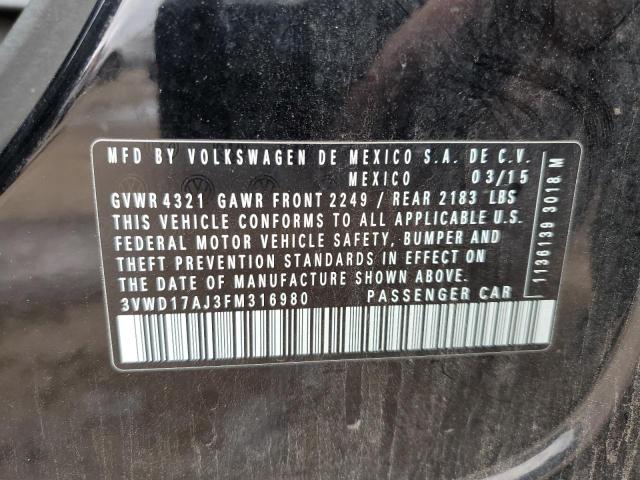 MFD BY VOLKSWAGEN DE MEXICO S.A. DE C.V.
MEXICO 03/15
GVWR 4321 GAWR FRONT 2249 / REAR 2183 LBS
THIS VEHICLE CONFORMS TO ALL APPLICABLE U.S.
FEDERAL MOTOR VEHICLE SAFETY, BUMPER AND
THEFT PREVENTION STANDARDS IN EFFECT ON
THE DATE OF MANUFACTURE SHOWN ABOVE.
3VWD17AJ3FM316980 PASSENGER CAR
1136139 3018 M